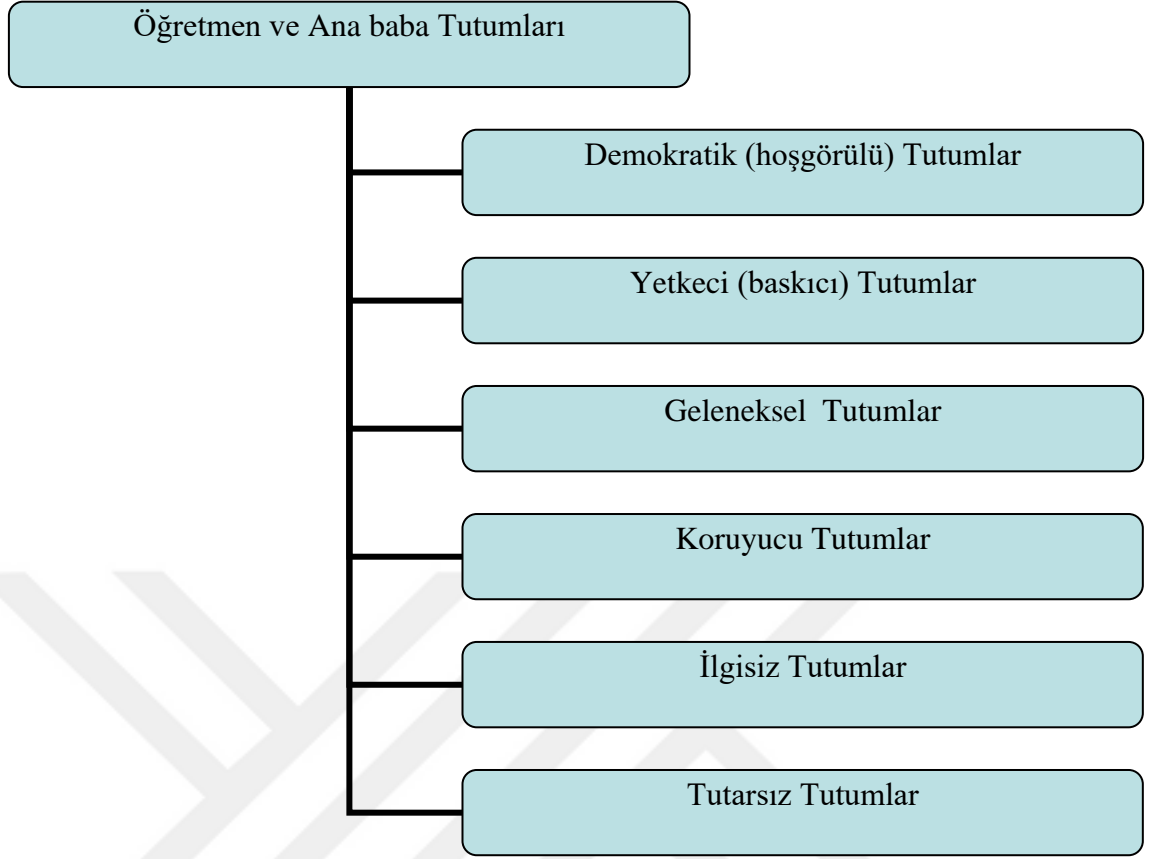 Öğretmen ve Ana baba Tutumları
Demokratik (hoşgörülü) Tutumlar
Yetkeci (baskıcı) Tutumlar
Geleneksel  Tutumlar
Koruyucu Tutumlar
İlgisiz Tutumlar
Tutarsız Tutumlar